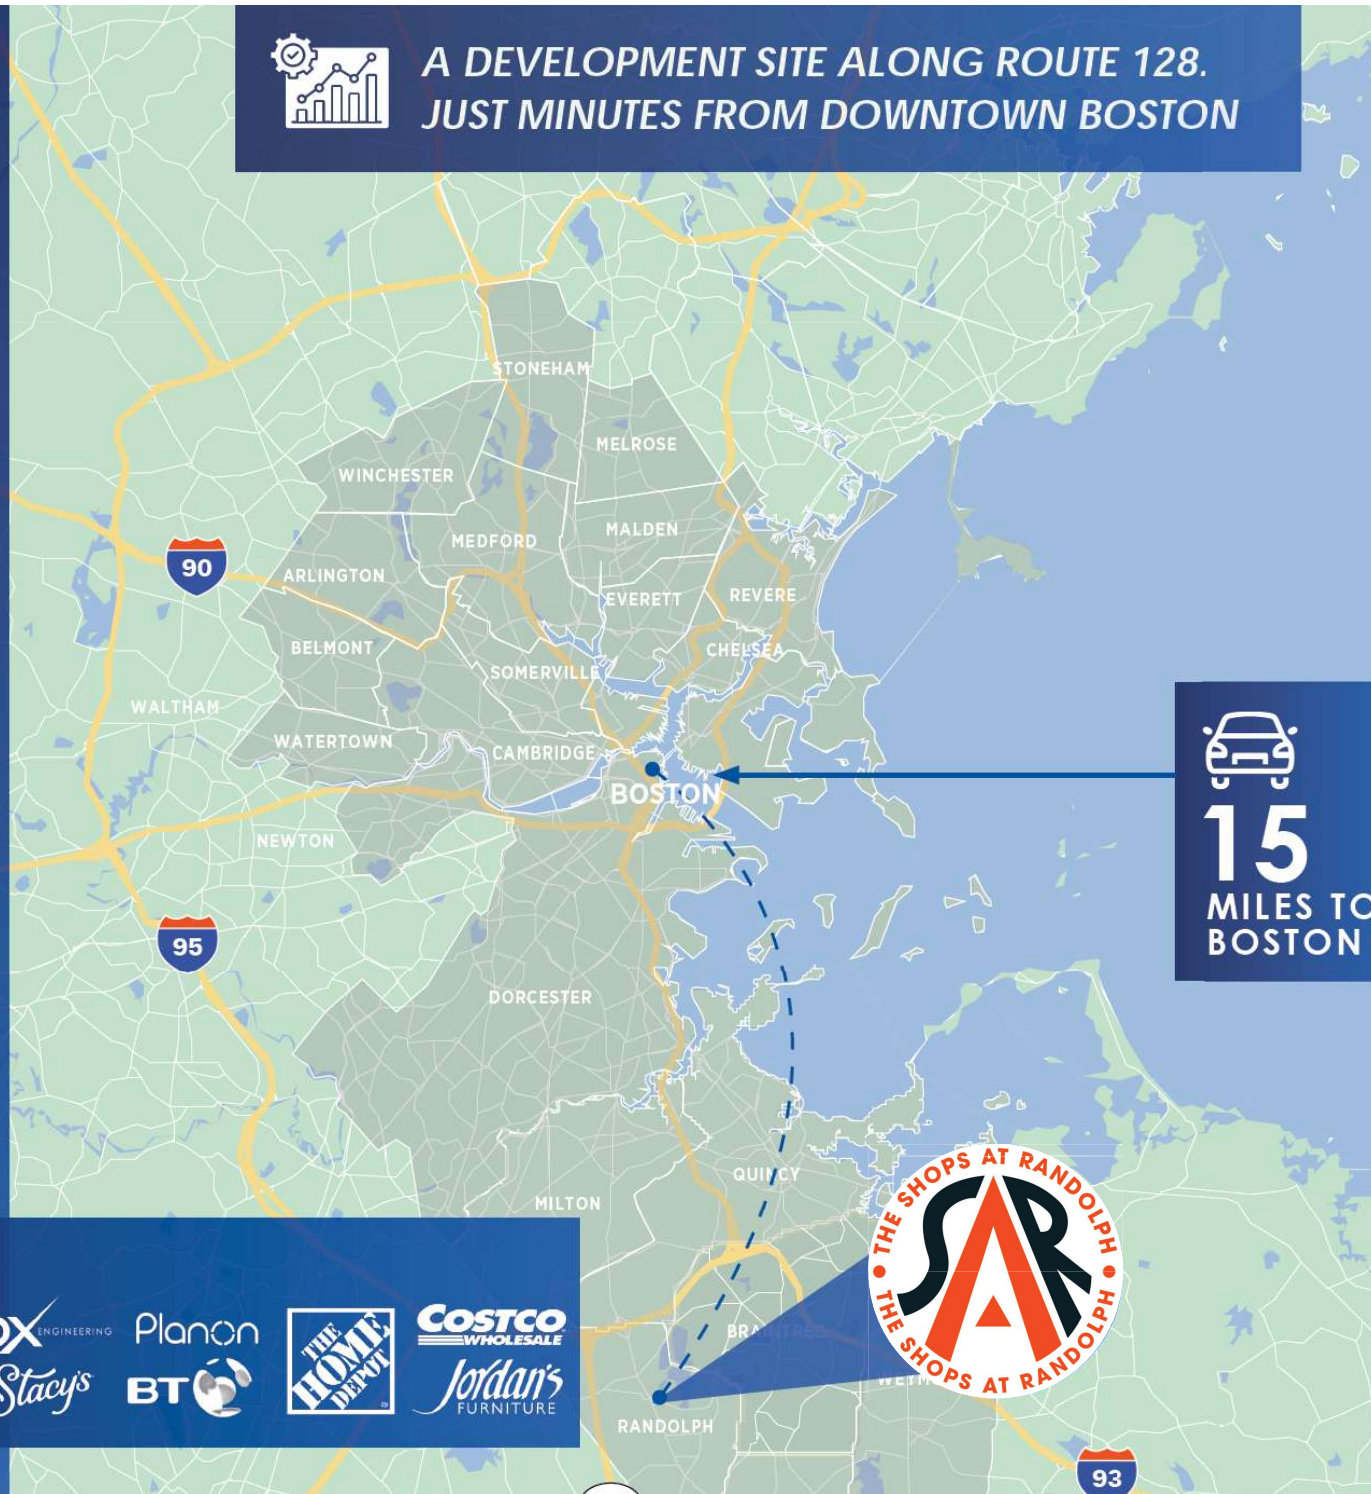 A DEVELOPMENT SITE ALONG ROUTE 128.
JUST MINUTES FROM DOWNTOWN BOSTON
STONEHAM
MELROSE
WINCHESTER
MALDEN
MEDFORD
90
ARLINGTON
EVERETT
REVERE
BELMONT
CHELSEA
SOMERVILLE
WALTHAM
WATERTOWN
CAMBRIDGE
BOSTON
NEWTON
15
MILES TO
BOSTON
95
DORCESTER
QUINCY
MILTON
THE SHOPS AT RANDOLPH
SAR
THE SHOPS AT RANDOLPH
ENGINEERING
Planon
THE
HOME
DEPOT
COSTCO
WHOLESALE
Stacy's
BT
Jordan's
FURNITURE
BRAINTREE
RANDOLPH
93